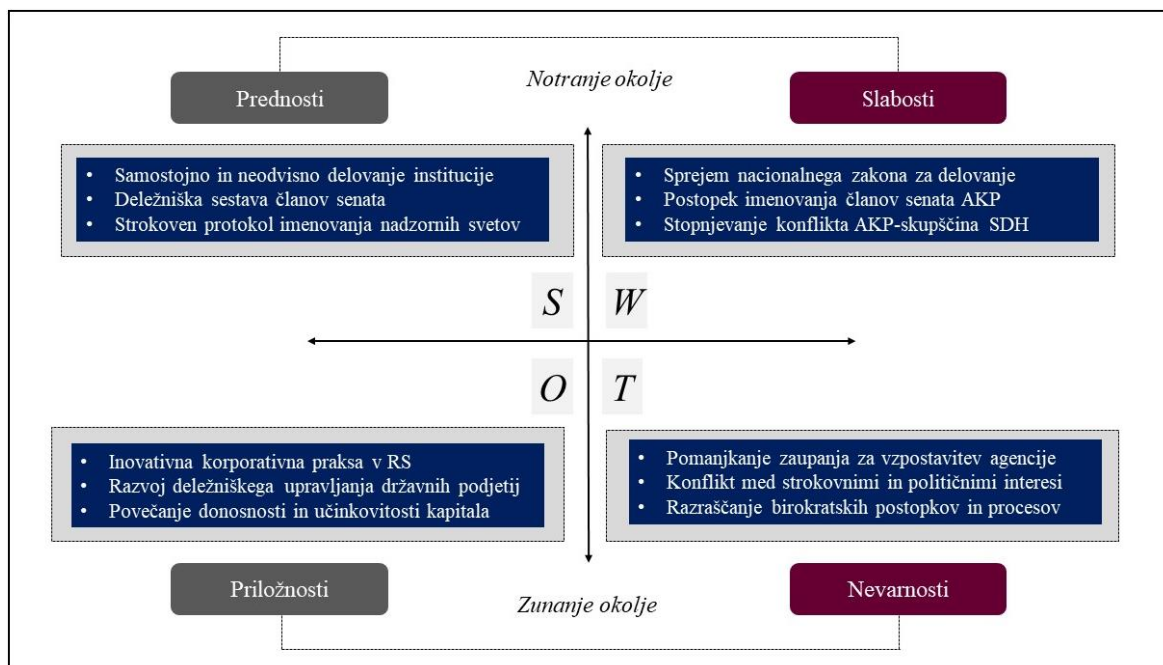 Notranje okolje
Prednosti
Slabosti
• Samostojno in neodvisno delovanje institucije
• Deležniška sestava članov senata
• Strokoven protokol imenovanja nadzornih svetov
• Sprejem nacionalnega zakona za delovanje
• Postopek imenovanja članov senata AKP
• Stopnjevanje konflikta AKP-skupščina SDH
S
W
O
T
• Inovativna korporativna praksa v RS
• Razvoj deležniškega upravljanja državnih podjetij
• Povečanje donosnosti in učinkovitosti kapitala
• Pomanjkanje zaupanja za vzpostavitev agencije
• Konflikt med strokovnimi in političnimi interesi
• Razraščanje birokratskih postopkov in procesov
Priložnosti
Nevarnosti
Zunanje okolje